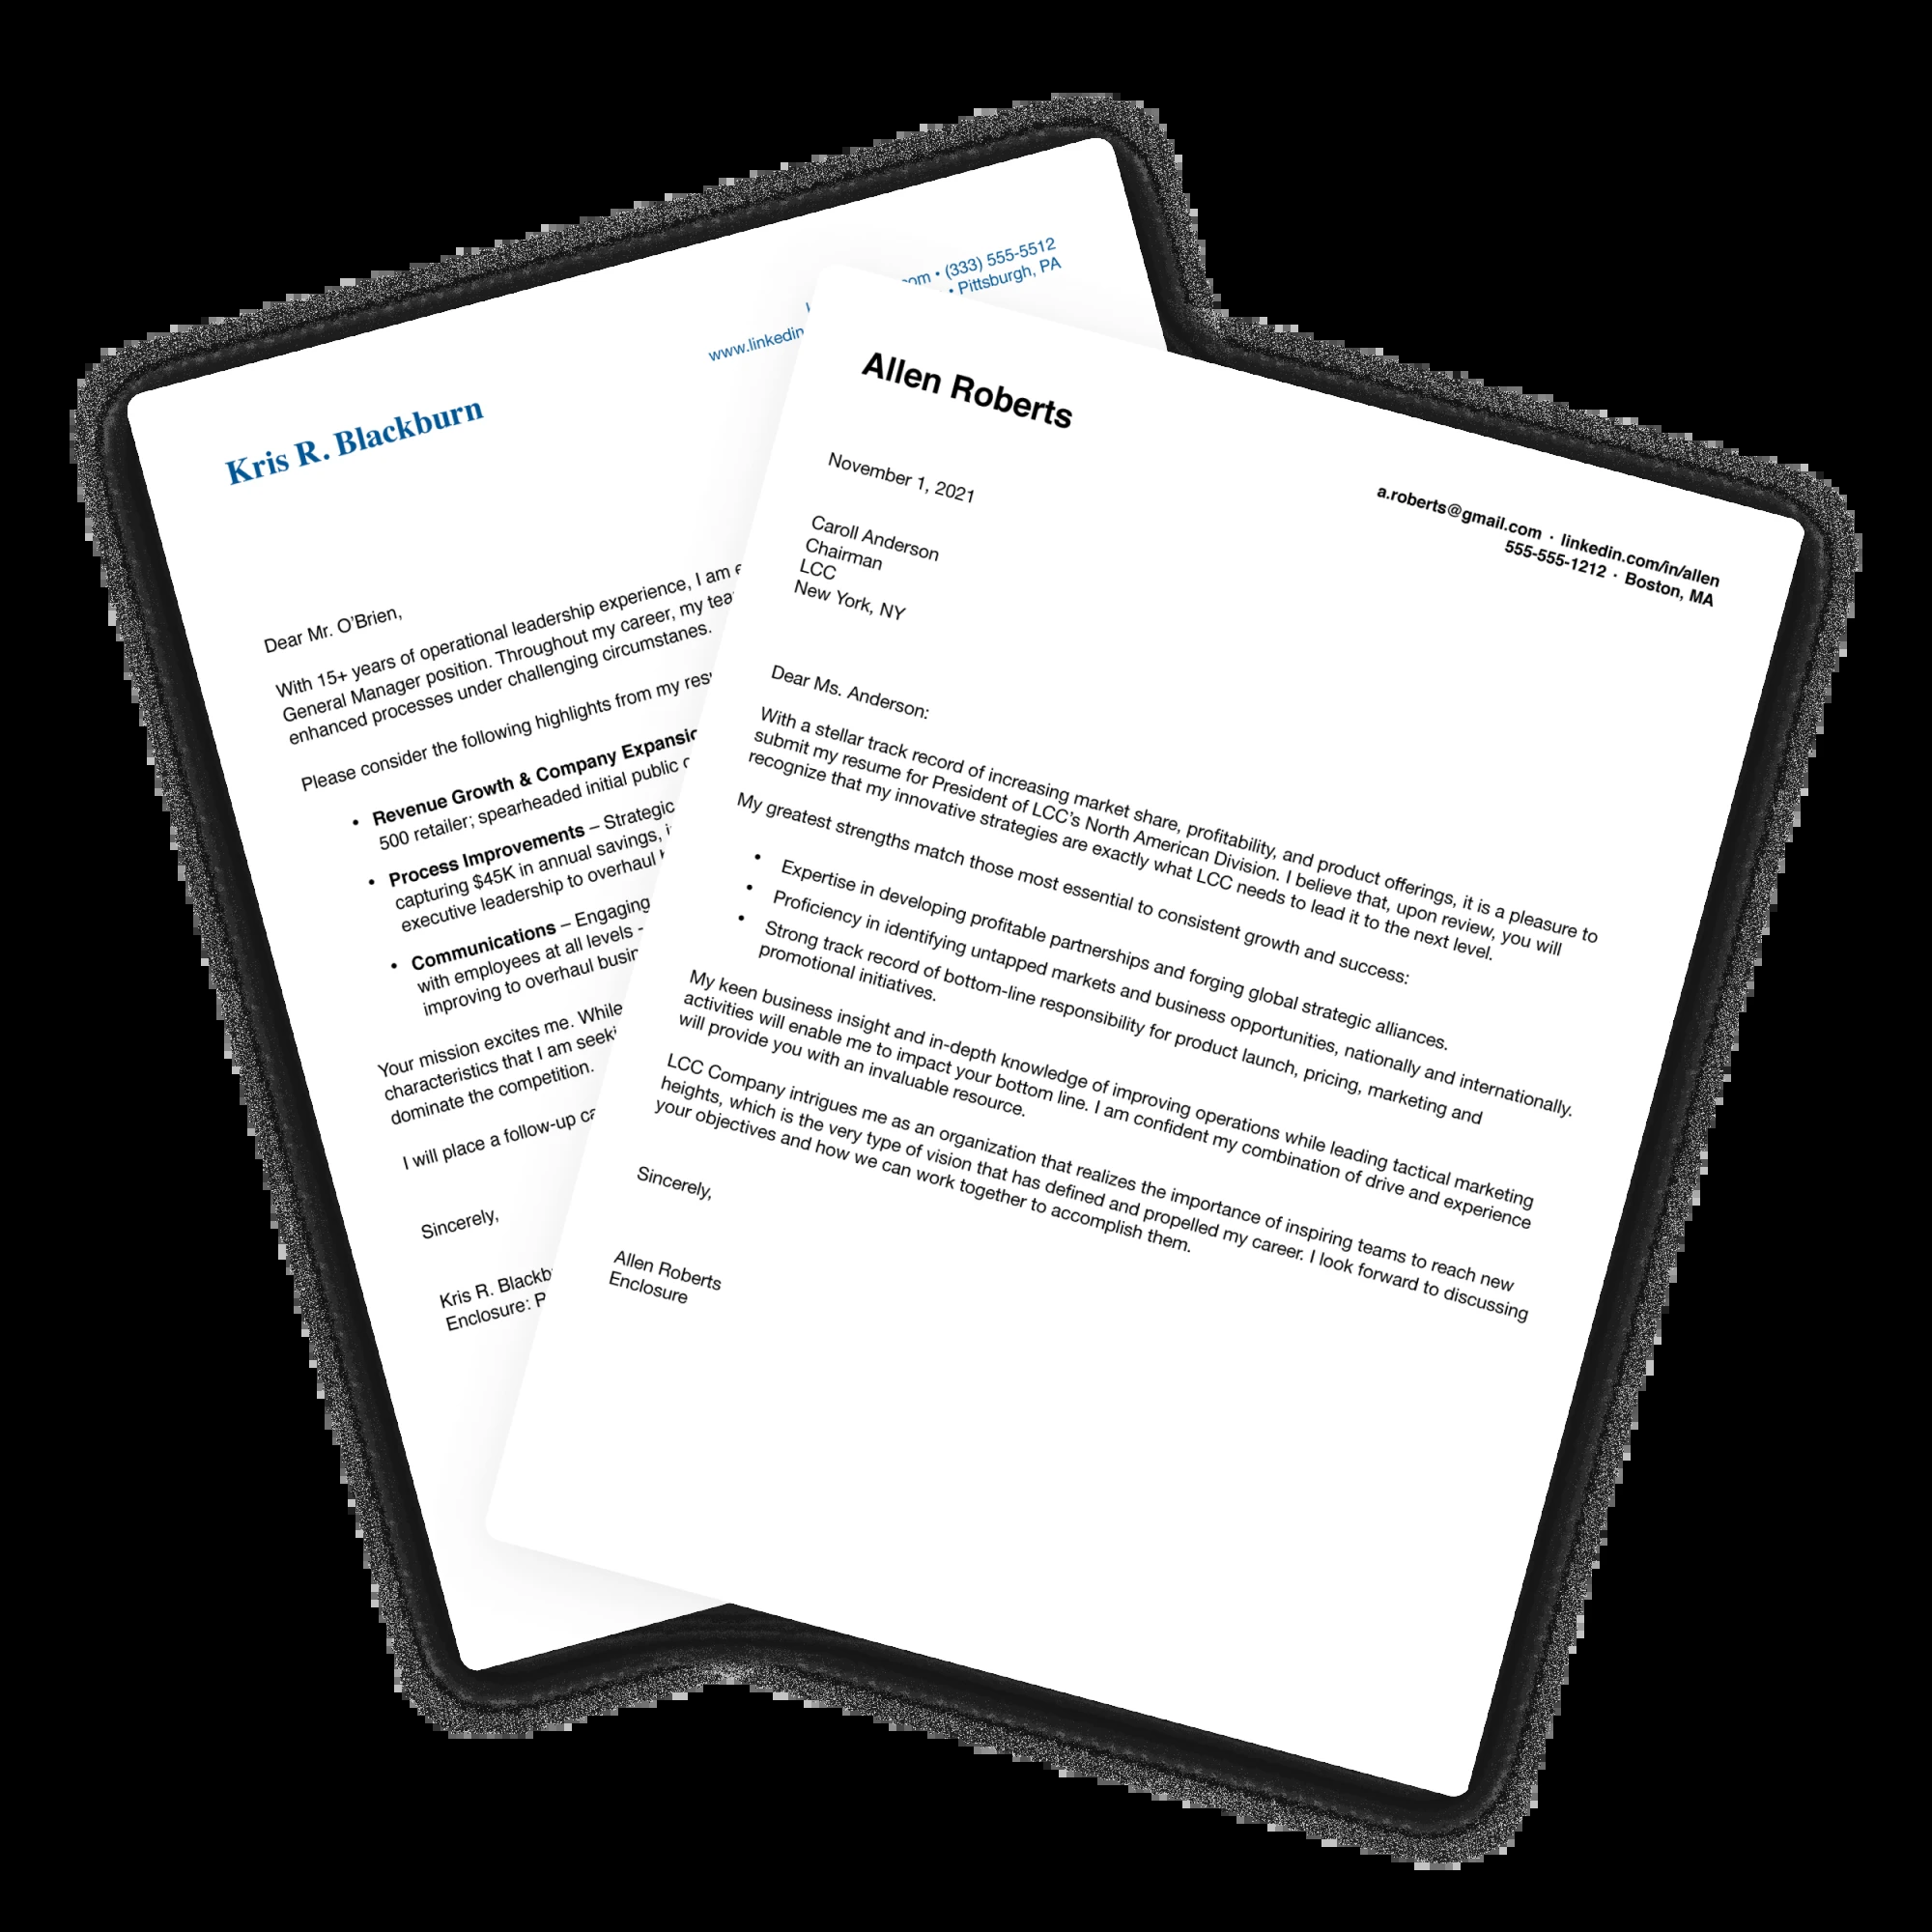 www.linkedin
• (333) 555-5512
• Pittsburgh, PA
Kris R. Blackburn
Dear Mr. O'Brien,
With 15+ years of operational leadership experience, I am
General Manager position. Throughout my career, my
enhanced processes under challenging circumstanes.
Please consider the following highlights from my
• Revenue Growth & Company
500 retailer; spearheaded initial public
• Process Improvements – Strategic
capturing $45K in annual savings,
executive leadership to overhaul
• Communications – Engaging
with employees at all levels -
improving to overhaul
Your mission excites me. While
characteristics that I am
dominate the competition.
I will place a follow-up
Sincerely,
Kris R.
Enclosure:
Allen Roberts
a.roberts@gmail.com · linkedin.com/in/allen
555-555-1212 · Boston, MA
November 1, 2021
Caroll Anderson
Chairman
LCC
New York, NY
Dear Ms. Anderson:
With a stellar track record of increasing market share, profitability, and product offerings, it is a pleasure to
submit my resume for President of LCC's North American Division. I believe that, upon review, you will
recognize that my innovative strategies are exactly what LCC needs to lead it to the next level.
My greatest strengths match those most essential to consistent growth and success:
• Expertise in developing profitable partnerships and forging global strategic alliances.
• Proficiency in identifying untapped markets and business opportunities, nationally and internationally.
• Strong track record of bottom-line responsibility for product launch, pricing, marketing and
promotional initiatives.
My keen business insight and in-depth knowledge of improving operations while leading tactical marketing
activities will enable me to impact your bottom line. I am confident my combination of drive and experience
will provide you with an invaluable resource.
LCC Company intrigues me as an organization that realizes the importance of inspiring teams to reach new
heights, which is the very type of vision that has defined and propelled my career. I look forward to discussing
your objectives and how we can work together to accomplish them.
Sincerely,
Allen Roberts
Enclosure